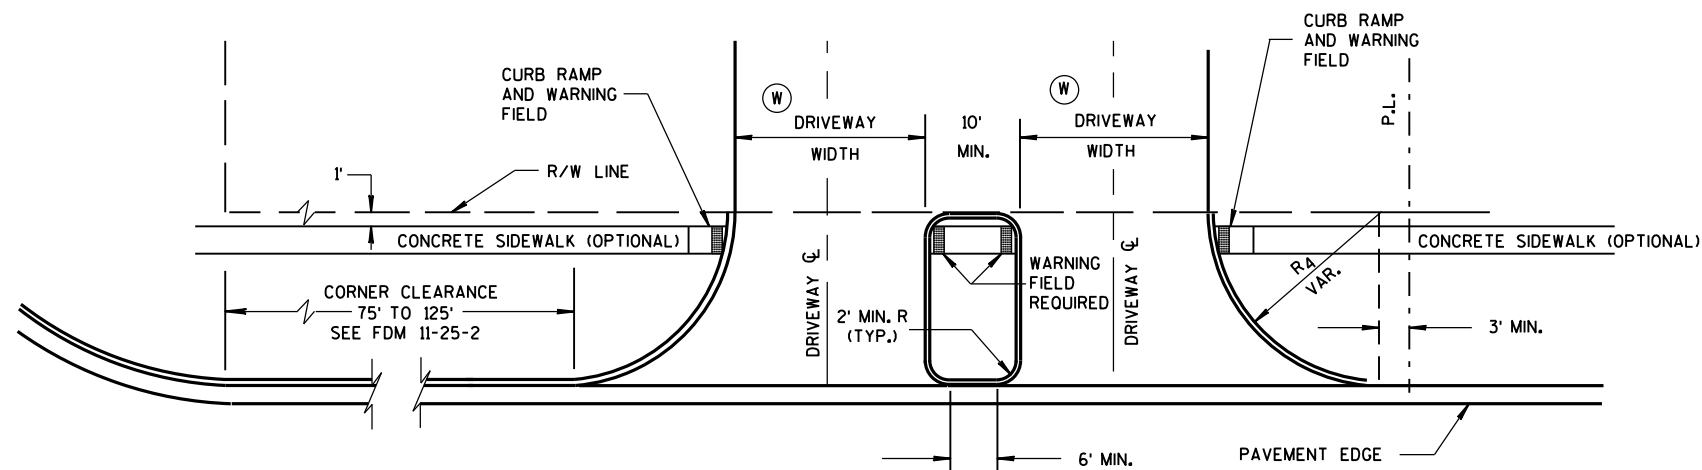 CURB RAMP
AND WARNING
FIELD
CURB RAMP
AND WARNING
FIELD
W
W
DRIVEWAY
WIDTH
10'
MIN.
DRIVEWAY
WIDTH
P.L.
1'
R/W LINE
CONCRETE SIDEWALK (OPTIONAL)
CONCRETE SIDEWALK (OPTIONAL)
WARNING
FIELD
REQUIRED
R4
VAR.
CORNER CLEARANCE
75' TO 125'
SEE FDM 11-25-2
DRIVEWAY ℄
2' MIN. R
(TYP.)
DRIVEWAY ℄
3' MIN.
6' MIN.
PAVEMENT EDGE